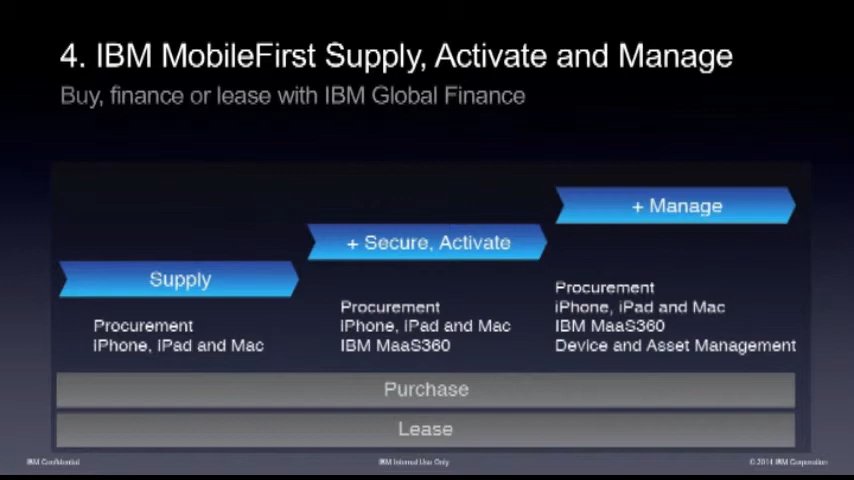 4. IBM MobileFirst Supply, Activate and Manage
Buy, finance or lease with IBM Global Finance
Supply
Procurement
iPhone, iPad and Mac
+ Secure, Activate
Procurement
iPhone, iPad and Mac
IBM MaaS360
+ Manage
Procurement
iPhone, iPad and Mac
IBM MaaS360
Device and Asset Management
Purchase
Lease
IBM Confidential
IBM Internal Use Only
© 2014 IBM Corporation